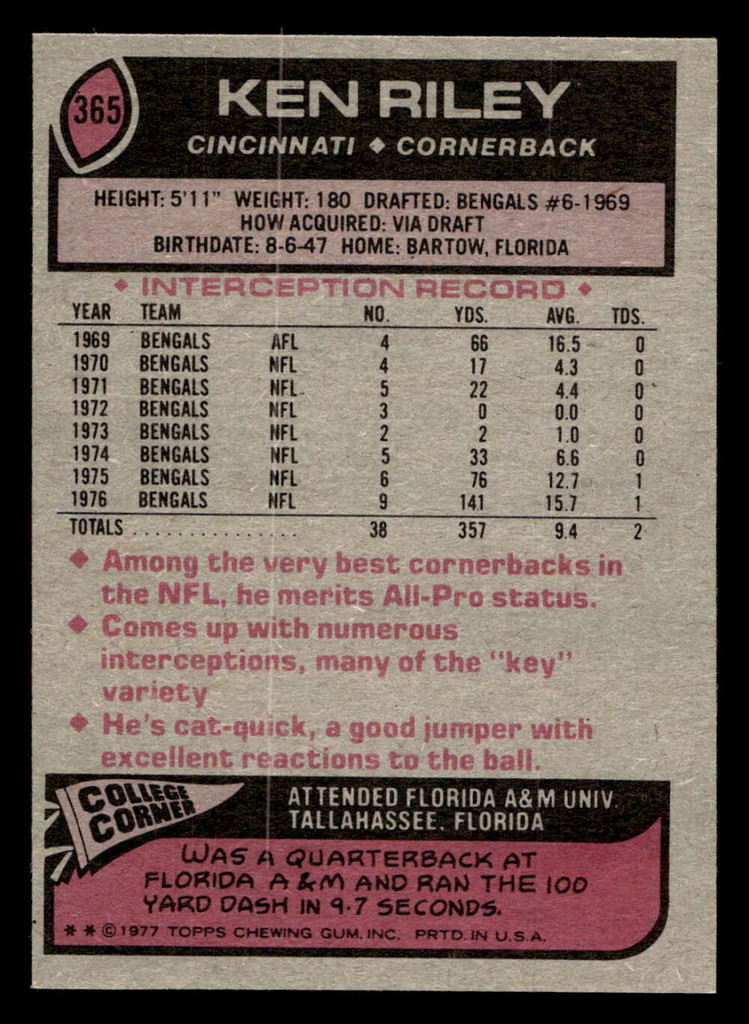 365
KEN RILEY
CINCINNATI ◆ CORNERBACK
HEIGHT: 5'11" WEIGHT: 180 DRAFTED: BENGALS #6-1969
HOW ACQUIRED: VIA DRAFT
BIRTHDATE: 8-6-47 HOME: BARTOW, FLORIDA
◆ INTERCEPTION RECORD ◆
YEAR TEAM NO. YDS. AVG. TDS.
1969 BENGALS AFL 4 66 16.5 0
1970 BENGALS NFL 4 17 4.3 0
1971 BENGALS NFL 5 22 4.4 0
1972 BENGALS NFL 3 0 0.0 0
1973 BENGALS NFL 2 2 1.0 0
1974 BENGALS NFL 5 33 6.6 0
1975 BENGALS NFL 6 76 12.7 1
1976 BENGALS NFL 9 141 15.7 1
TOTALS . . . . . . . . . . . . . . . 38 357 9.4 2
◆ Among the very best cornerbacks in
the NFL, he merits All-Pro status.
◆ Comes up with numerous
interceptions, many of the "key"
variety
◆ He's cat-quick, a good jumper with
excellent reactions to the ball.
COLLEGE
CORNER
ATTENDED FLORIDA A&M UNIV.
TALLAHASSEE, FLORIDA
WAS A QUARTERBACK AT
FLORIDA A&M AND RAN THE 100
YARD DASH IN 9.7 SECONDS.
* * © 1977 TOPPS CHEWING GUM, INC. PRTD. IN U.S.A.